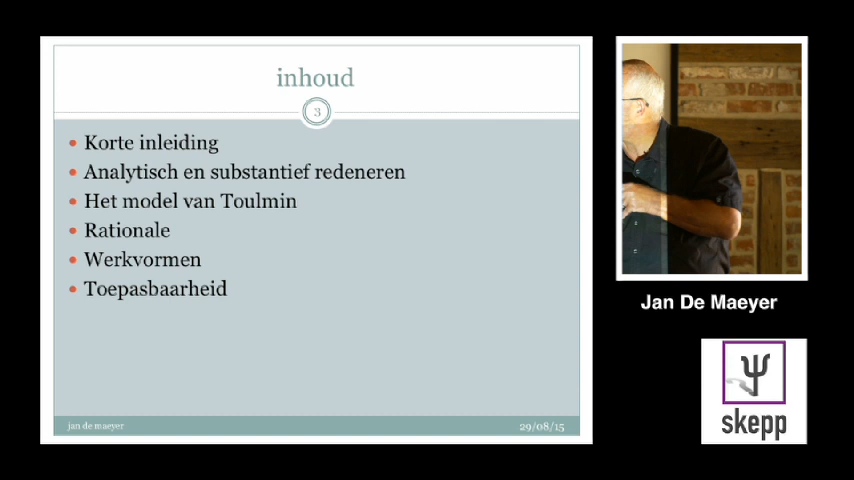 inhoud
3
Korte inleiding
Analytisch en substantief redeneren
Het model van Toulmin
Rationale
Werkvormen
Toepasbaarheid
jan de maeyer
29/08/15
Jan De Maeyer
skepp